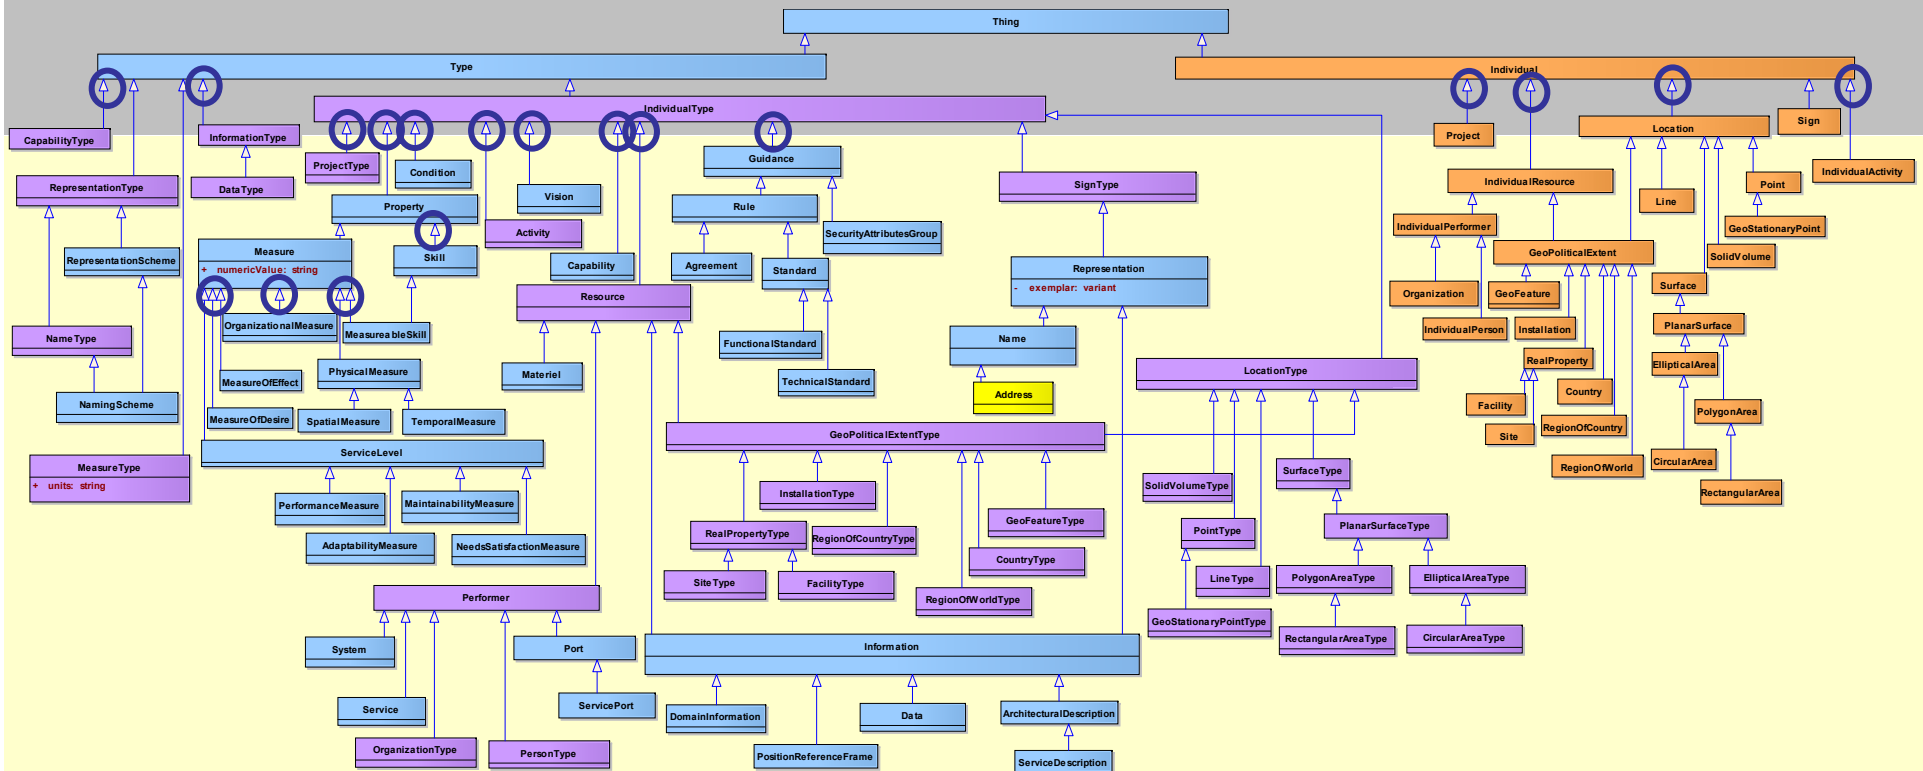 Thing
Type
Individual
IndividualType
CapabilityType
InformationType
Project
Location
Sign
ProjectType
Condition
Guidance
IndividualActivity
RepresentationType
DataType
Property
Vision
Rule
SecurityAttributesGroup
SignType
IndividualResource
Line
Point
GeoStationaryPoint
Activity
IndividualPerformer
RepresentationScheme
Measure
+ numericValue: string
Skill
Capability
Agreement
Standard
Representation
- exemplar: variant
GeoPoliticalExtent
SolidVolume
Resource
Organization
GeoFeature
Surface
OrganizationalMeasure
MeasureableSkill
NameType
FunctionalStandard
Name
IndividualPerson
Installation
PlanarSurface
MeasureOfEffect
PhysicalMeasure
Materiel
TechnicalStandard
LocationType
RealProperty
EllipticalArea
Address
Country
NamingScheme
MeasureOfDesire
SpatialMeasure
TemporalMeasure
Facility
Site
RegionOfCountry
PolygonArea
GeoPoliticalExtentType
ServiceLevel
MeasureType
+ units: string
RegionOfWorld
CircularArea
SurfaceType
SolidVolumeType
RectangularArea
PerformanceMeasure
MaintainabilityMeasure
InstallationType
GeoFeatureType
PointType
PlanarSurfaceType
AdaptabilityMeasure
NeedsSatisfactionMeasure
RealPropertyType
RegionOfCountryType
CountryType
SiteType
FacilityType
LineType
PolygonAreaType
EllipticalAreaType
Performer
RegionOfWorldType
GeoStationaryPointType
RectangularAreaType
CircularAreaType
System
Port
Information
Service
ServicePort
DomainInformation
Data
ArchitecturalDescription
OrganizationType
PersonType
PositionReferenceFrame
ServiceDescription